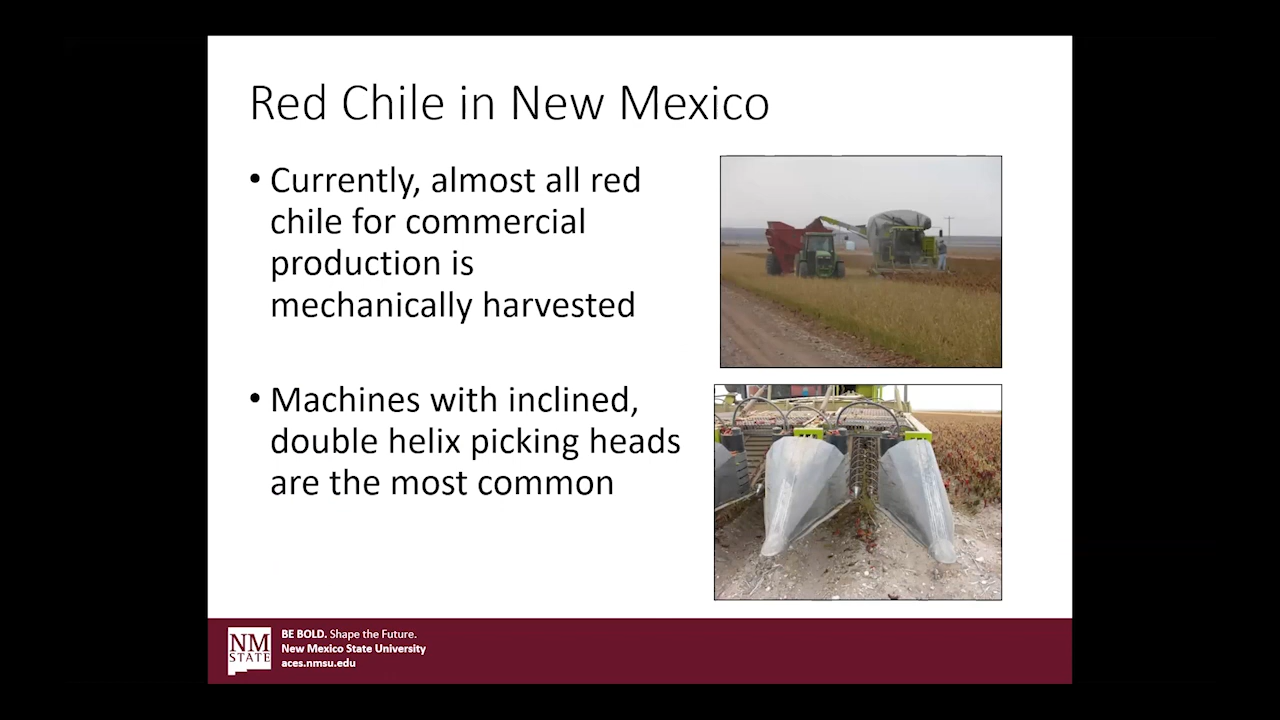 Red Chile in New Mexico
• Currently, almost all red
chile for commercial
production is
mechanically harvested
• Machines with inclined,
double helix picking heads
are the most common
NM
STATE
BE BOLD. Shape the Future.
New Mexico State University
aces.nmsu.edu